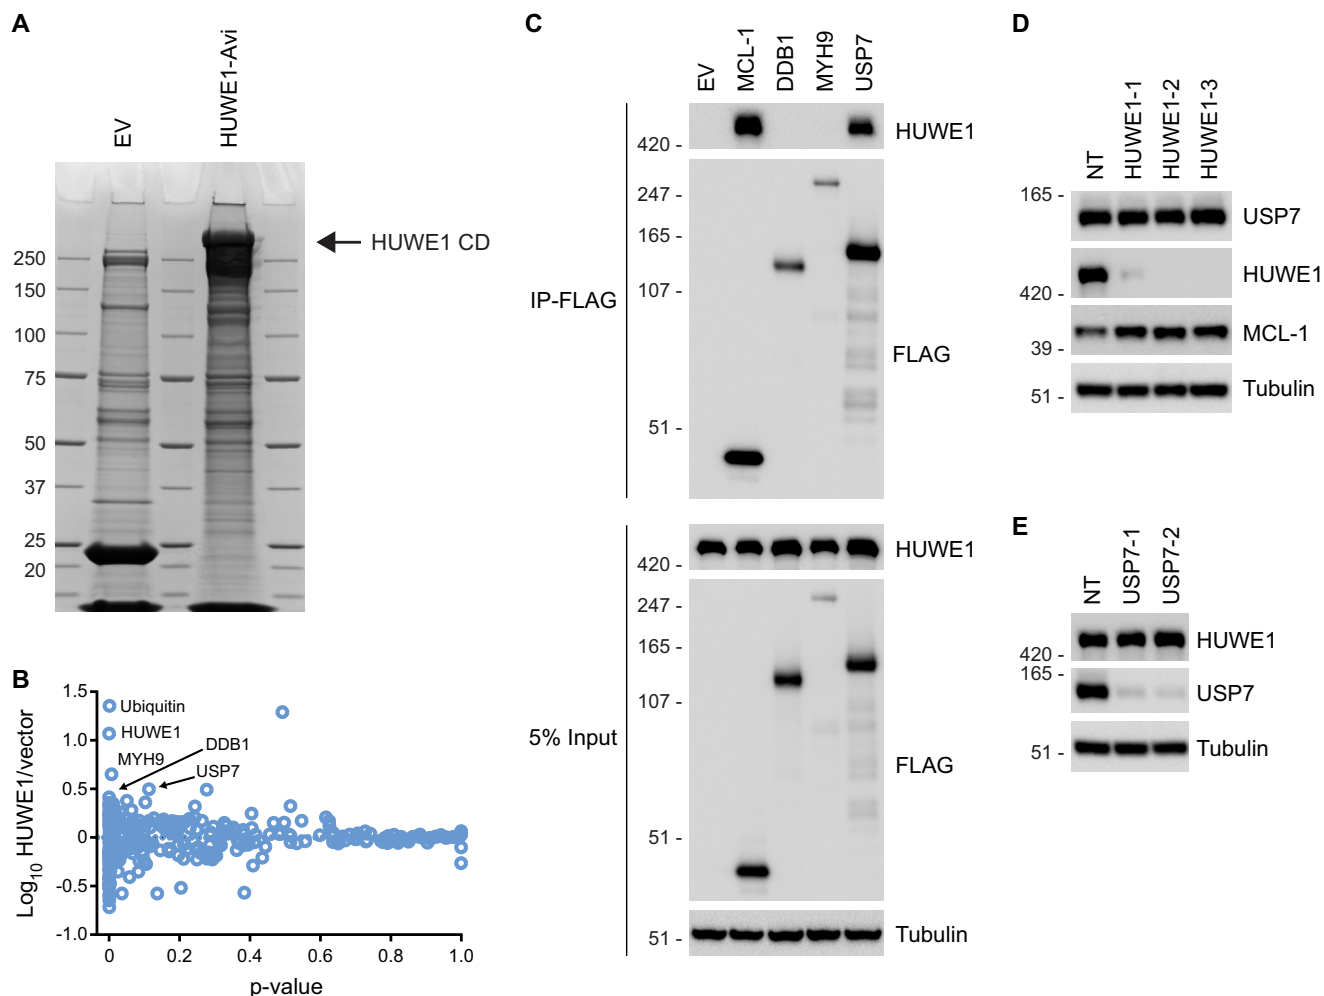 A
EV
HUWE1-Avi
250
150
100
75
50
37
25
20
HUWE1 CD
B
Log10 HUWE1/vector
1.5
1.0
0.5
0
-0.5
-1.0
Ubiquitin
HUWE1
MYH9
DDB1
USP7
0 0.2 0.4 0.6 0.8 1.0
p-value
C
EV
MCL-1
DDB1
MYH9
USP7
IP-FLAG
420 -
HUWE1
247 -
165 -
107 -
51 -
FLAG
5% Input
420 -
HUWE1
247 -
165 -
107 -
51 -
FLAG
51 -
Tubulin
D
NT
HUWE1-1
HUWE1-2
HUWE1-3
165 -
USP7
HUWE1
420 -
MCL-1
39 -
Tubulin
51 -
E
NT
USP7-1
USP7-2
HUWE1
420 -
165 -
USP7
Tubulin
51 -